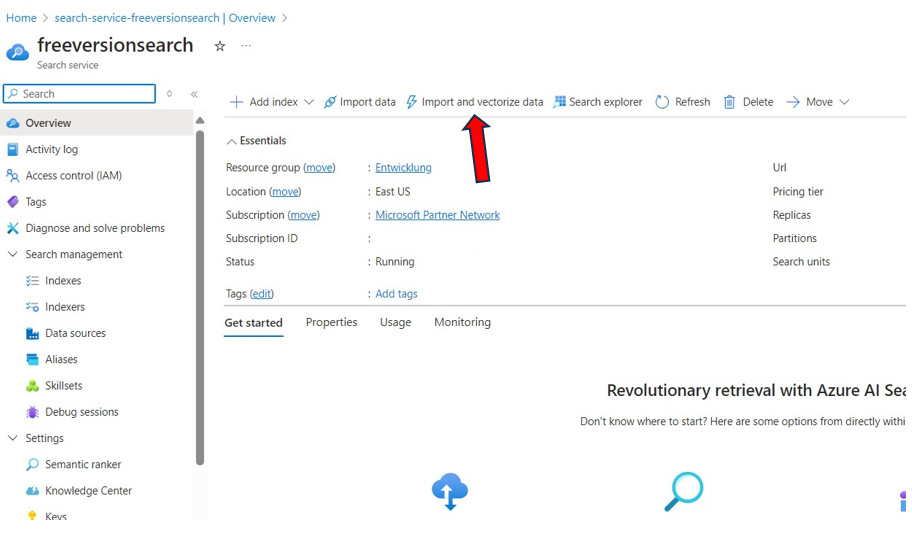 Home > search-service-freeversionsearch | Overview >
freeversionsearch
Search service
Search
Add index
Import data
Import and vectorize data
Search explorer
Refresh
Delete
Move
Overview
Activity log
Access control (IAM)
Tags
Diagnose and solve problems
Search management
Indexes
Indexers
Data sources
Aliases
Skillsets
Debug sessions
Settings
Semantic ranker
Knowledge Center
Keys
Essentials
Resource group (move) : Entwicklung
Location (move) : East US
Subscription (move) : Microsoft Partner Network
Subscription ID :
Status : Running
Tags (edit) : Add tags
Url
Pricing tier
Replicas
Partitions
Search units
Get started
Properties
Usage
Monitoring
Revolutionary retrieval with Azure AI Sea
Don't know where to start? Here are some options from directly withi